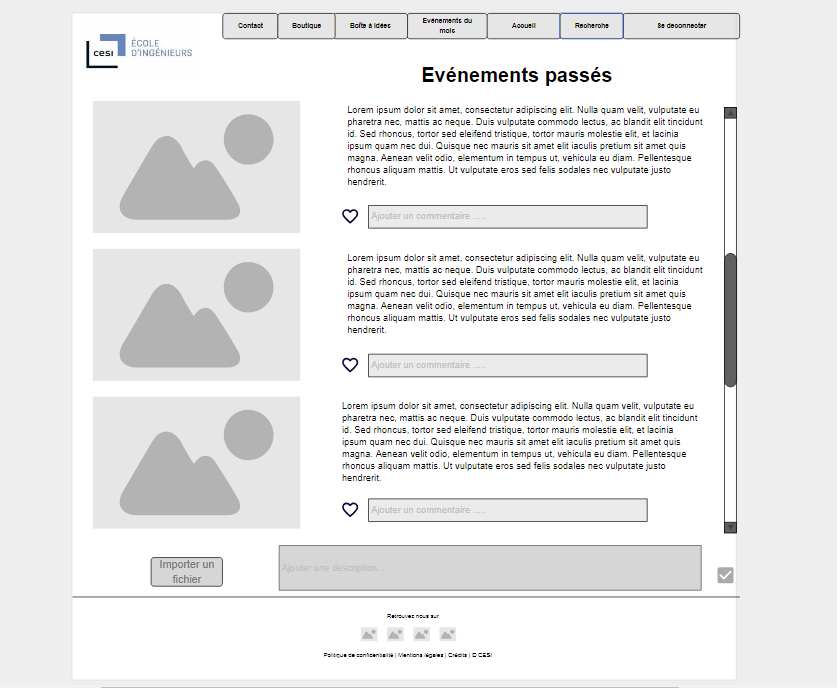 Contact
Boutique
Boîte à idées
Evénements du
mois
Accueil
Recherche
Se deconnecter
cesi
ÉCOLE
D'INGÉNIEURS
Evénements passés
Lorem ipsum dolor sit amet, consectetur adipiscing elit. Nulla quam velit, vulputate eu
pharetra nec, mattis ac neque. Duis vulputate commodo lectus, ac blandit elit tincidunt
id. Sed rhoncus, tortor sed eleifend tristique, tortor mauris molestie elit, et lacinia
ipsum quam nec dui. Quisque nec mauris sit amet elit iaculis pretium sit amet quis
magna. Aenean velit odio, elementum in tempus ut, vehicula eu diam. Pellentesque
rhoncus aliquam mattis. Ut vulputate eros sed felis sodales nec vulputate justo
hendrerit.
Ajouter un commentaire .....
Lorem ipsum dolor sit amet, consectetur adipiscing elit. Nulla quam velit, vulputate eu
pharetra nec, mattis ac neque. Duis vulputate commodo lectus, ac blandit elit tincidunt
id. Sed rhoncus, tortor sed eleifend tristique, tortor mauris molestie elit, et lacinia
ipsum quam nec dui. Quisque nec mauris sit amet elit iaculis pretium sit amet quis
magna. Aenean velit odio, elementum in tempus ut, vehicula eu diam. Pellentesque
rhoncus aliquam mattis. Ut vulputate eros sed felis sodales nec vulputate justo
hendrerit.
Ajouter un commentaire .....
Lorem ipsum dolor sit amet, consectetur adipiscing elit. Nulla quam velit, vulputate eu
pharetra nec, mattis ac neque. Duis vulputate commodo lectus, ac blandit elit tincidunt
id. Sed rhoncus, tortor sed eleifend tristique, tortor mauris molestie elit, et lacinia
ipsum quam nec dui. Quisque nec mauris sit amet elit iaculis pretium sit amet quis
magna. Aenean velit odio, elementum in tempus ut, vehicula eu diam. Pellentesque
rhoncus aliquam mattis. Ut vulputate eros sed felis sodales nec vulputate justo
hendrerit.
Ajouter un commentaire .....
Importer un
fichier
Ajouter une description...
Retrouvez nous sur
Politique de confidentialité | Mentions légales | Crédits | © CESI